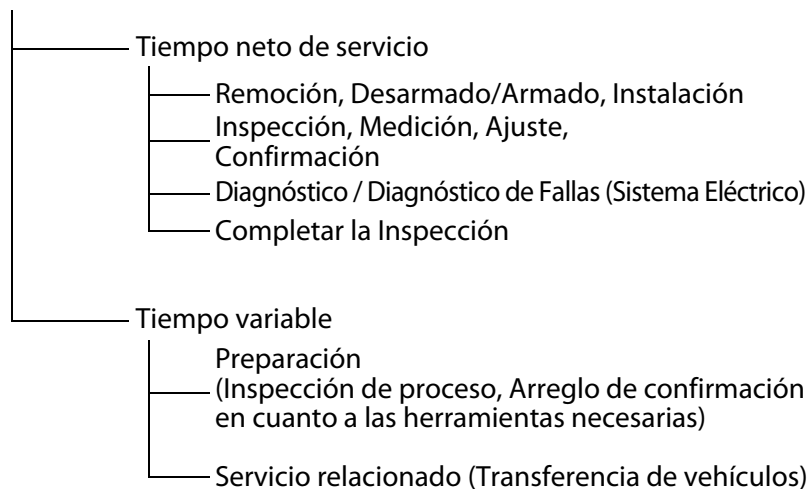 Tiempo neto de servicio
Remoción, Desarmado/Armado, Instalación
Inspección, Medición, Ajuste,
Confirmación
Diagnóstico / Diagnóstico de Fallas (Sistema Eléctrico)
Completar la Inspección
Tiempo variable
Preparación
(Inspección de proceso, Arreglo de confirmación
en cuanto a las herramientas necesarias)
Servicio relacionado (Transferencia de vehículos)